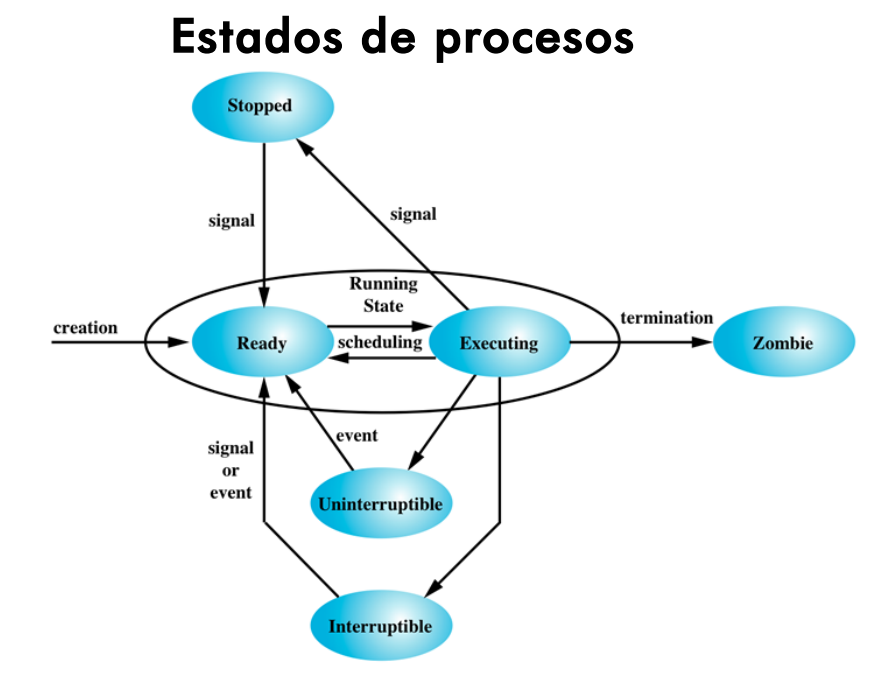 Estados de procesos
Stopped
signal
signal
Running
State
creation
termination
Ready
scheduling
Executing
Zombie
event
signal
or
event
Uninterruptible
Interruptible